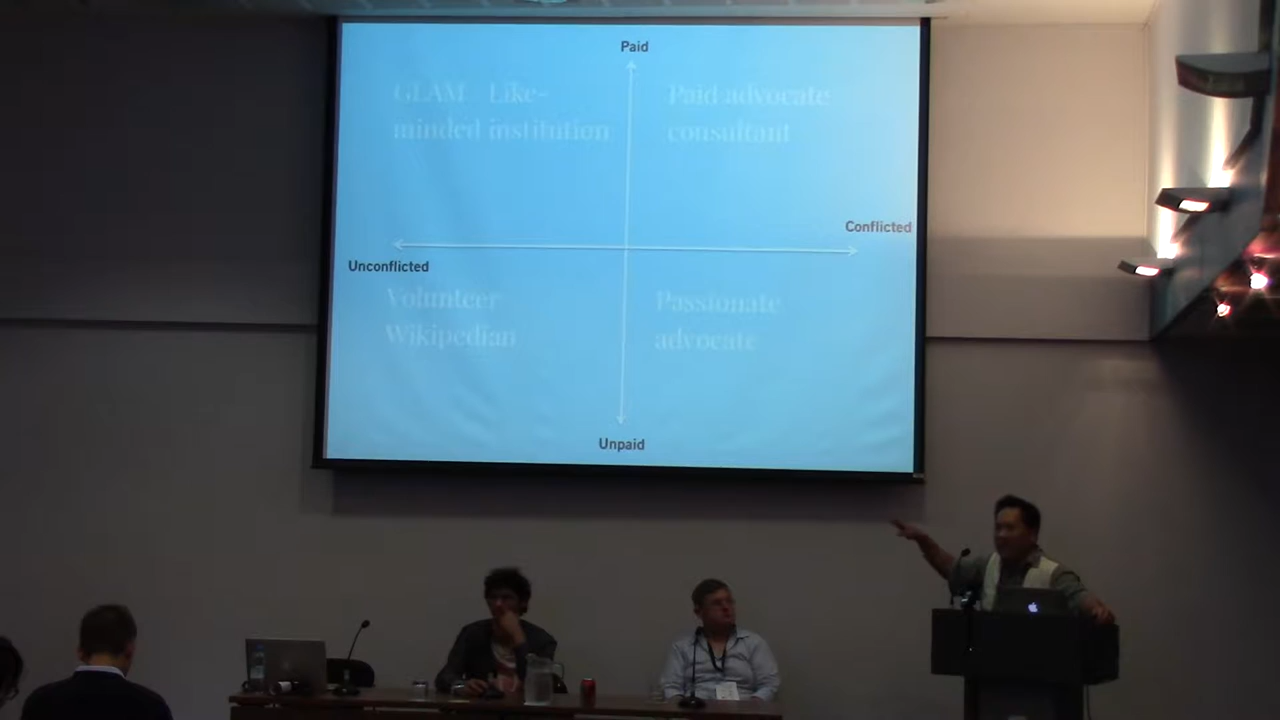 Paid
GLAM Like-
minded institution
Paid advocate
consultant
Conflicted
Unconflicted
Volunteer
Wikipedian
Passionate
advocate
Unpaid